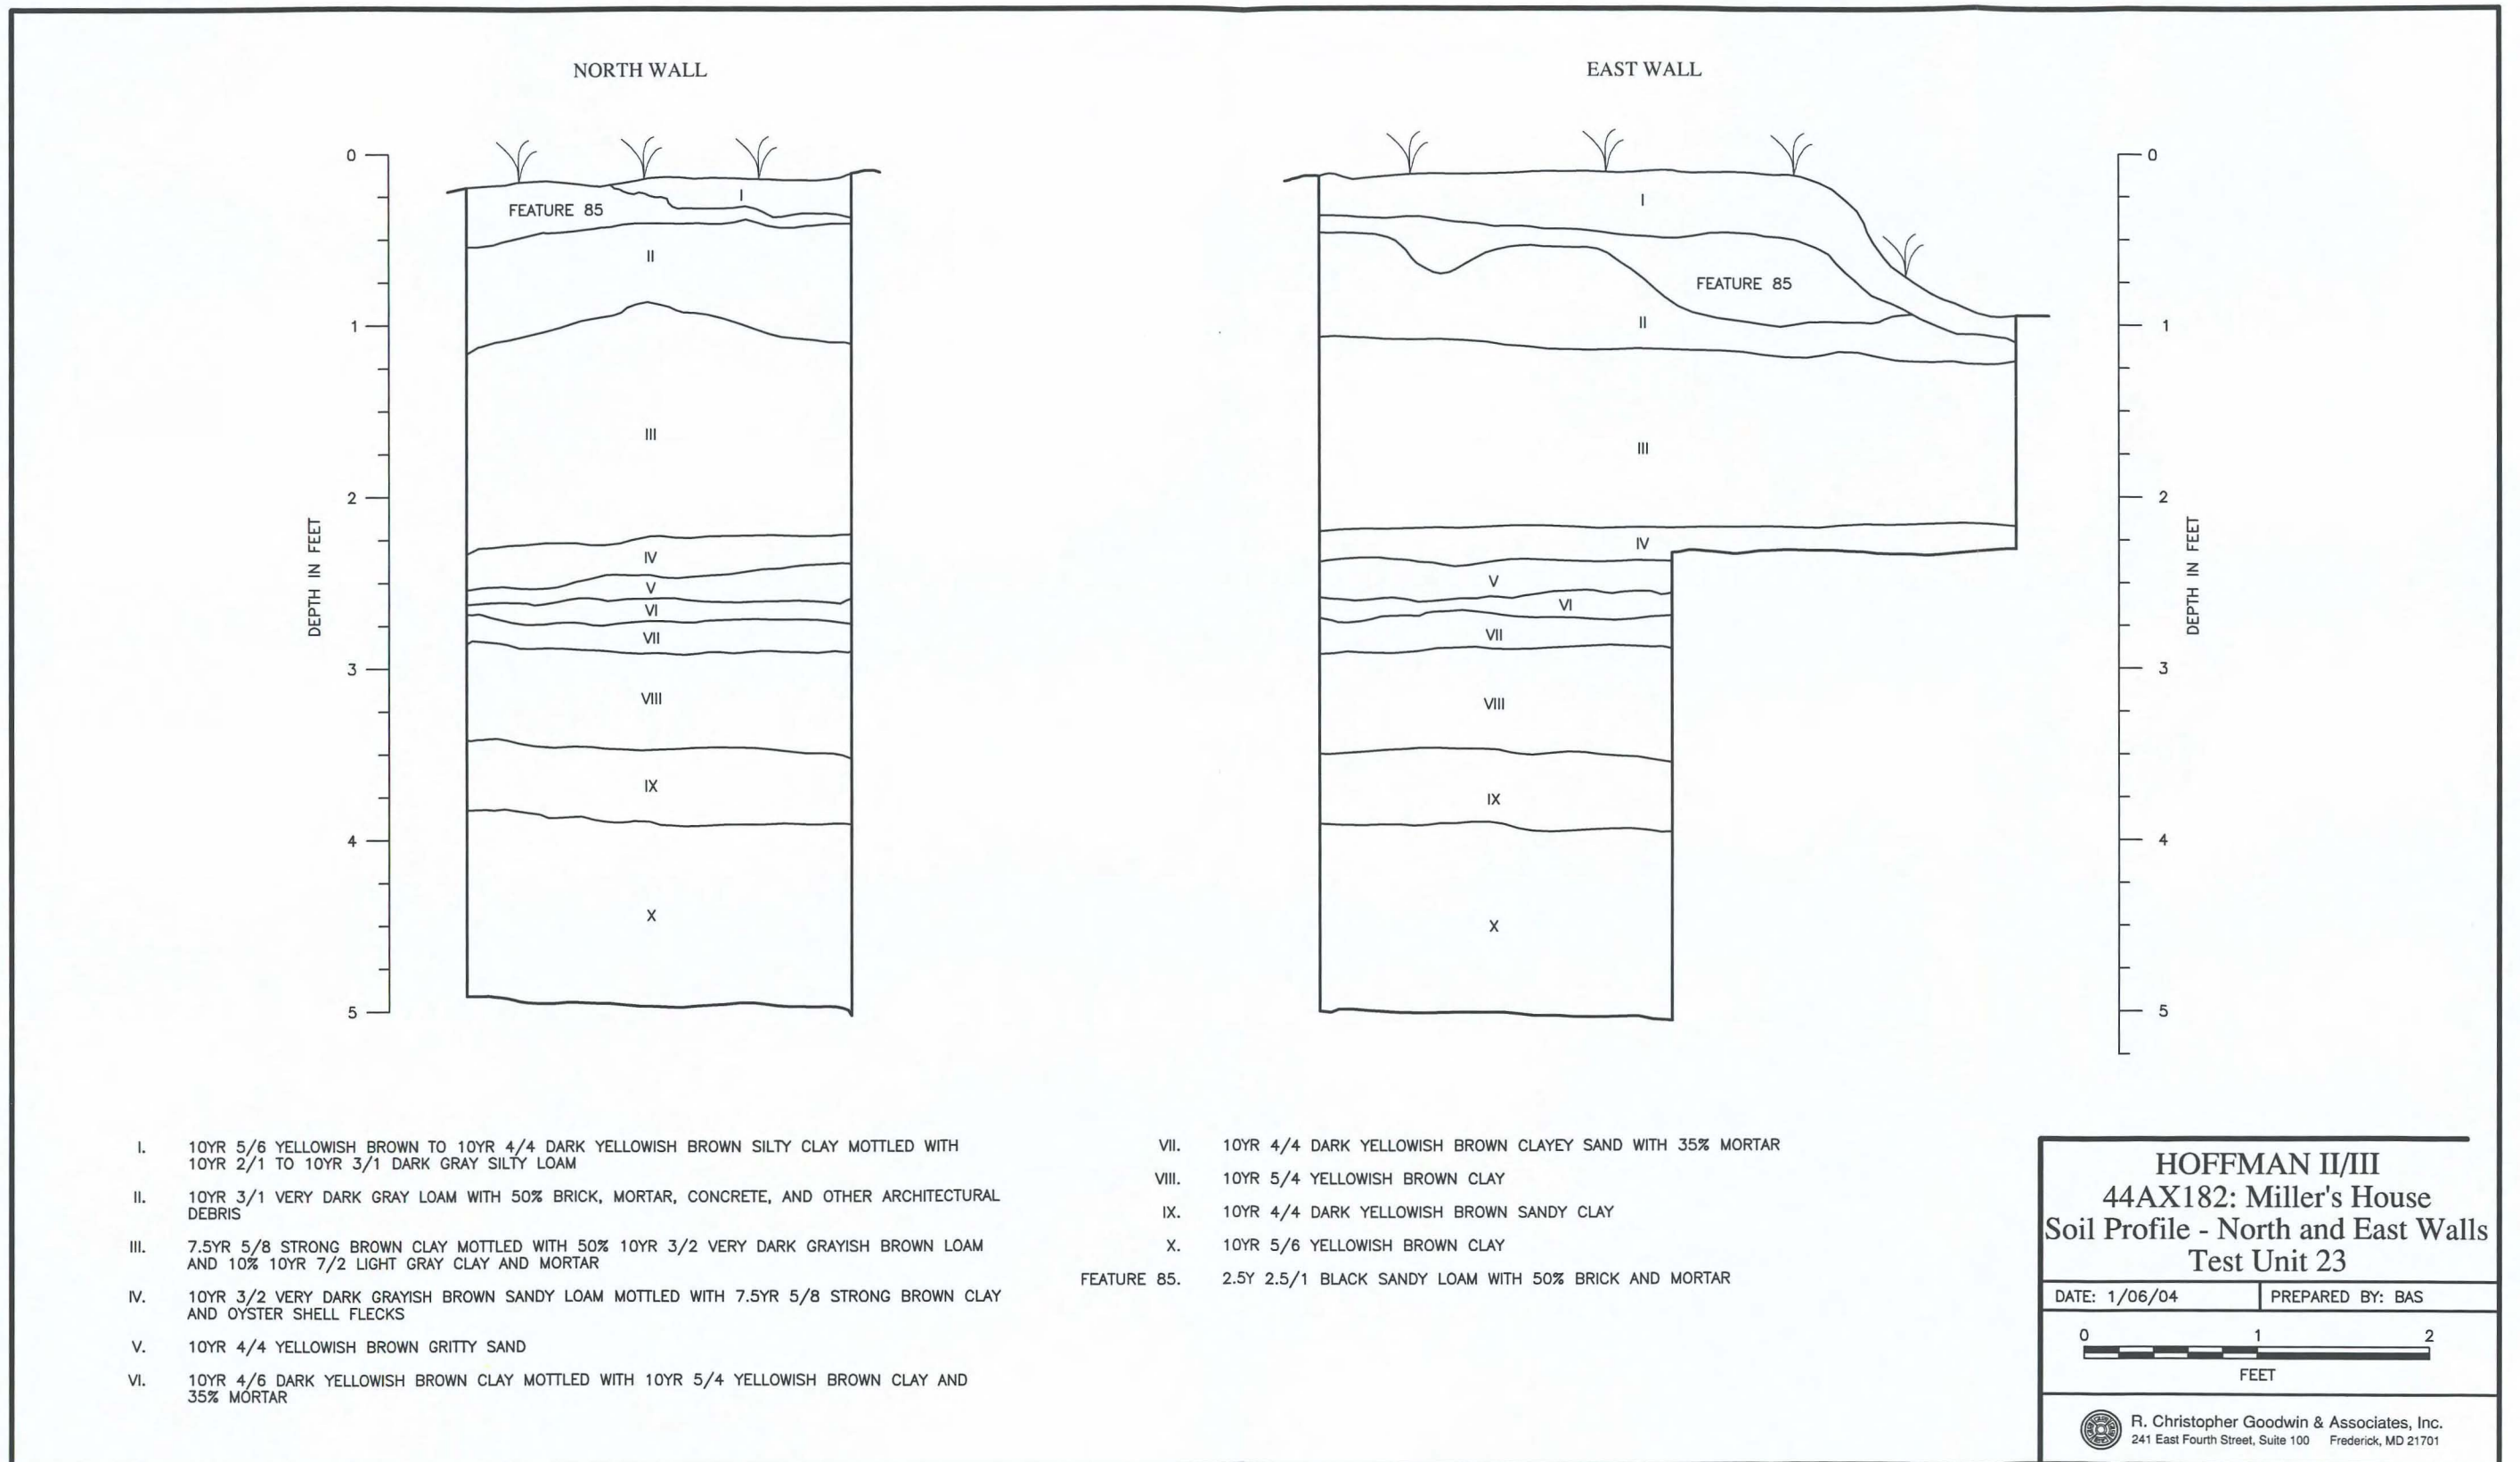 NORTH WALL
EAST WALL
0
1
2
3
4
5
DEPTH IN FEET
FEATURE 85
I
II
III
IV
V
VI
VII
VIII
IX
X
I
FEATURE 85
II
III
IV
V
VI
VII
VIII
IX
X
0
1
2
3
4
5
DEPTH IN FEET
I. 10YR 5/6 YELLOWISH BROWN TO 10YR 4/4 DARK YELLOWISH BROWN SILTY CLAY MOTTLED WITH
10YR 2/1 TO 10YR 3/1 DARK GRAY SILTY LOAM
II. 10YR 3/1 VERY DARK GRAY LOAM WITH 50% BRICK, MORTAR, CONCRETE, AND OTHER ARCHITECTURAL
DEBRIS
III. 7.5YR 5/8 STRONG BROWN CLAY MOTTLED WITH 50% 10YR 3/2 VERY DARK GRAYISH BROWN LOAM
AND 10% 10YR 7/2 LIGHT GRAY CLAY AND MORTAR
IV. 10YR 3/2 VERY DARK GRAYISH BROWN SANDY LOAM MOTTLED WITH 7.5YR 5/8 STRONG BROWN CLAY
AND OYSTER SHELL FLECKS
V. 10YR 4/4 YELLOWISH BROWN GRITTY SAND
VI. 10YR 4/6 DARK YELLOWISH BROWN CLAY MOTTLED WITH 10YR 5/4 YELLOWISH BROWN CLAY AND
35% MORTAR
VII. 10YR 4/4 DARK YELLOWISH BROWN CLAYEY SAND WITH 35% MORTAR
VIII. 10YR 5/4 YELLOWISH BROWN CLAY
IX. 10YR 4/4 DARK YELLOWISH BROWN SANDY CLAY
X. 10YR 5/6 YELLOWISH BROWN CLAY
FEATURE 85. 2.5Y 2.5/1 BLACK SANDY LOAM WITH 50% BRICK AND MORTAR
HOFFMAN II/III
44AX182: Miller's House
Soil Profile - North and East Walls
Test Unit 23
DATE: 1/06/04
PREPARED BY: BAS
0 1 2
FEET
R. Christopher Goodwin & Associates, Inc.
241 East Fourth Street, Suite 100 Frederick, MD 21701